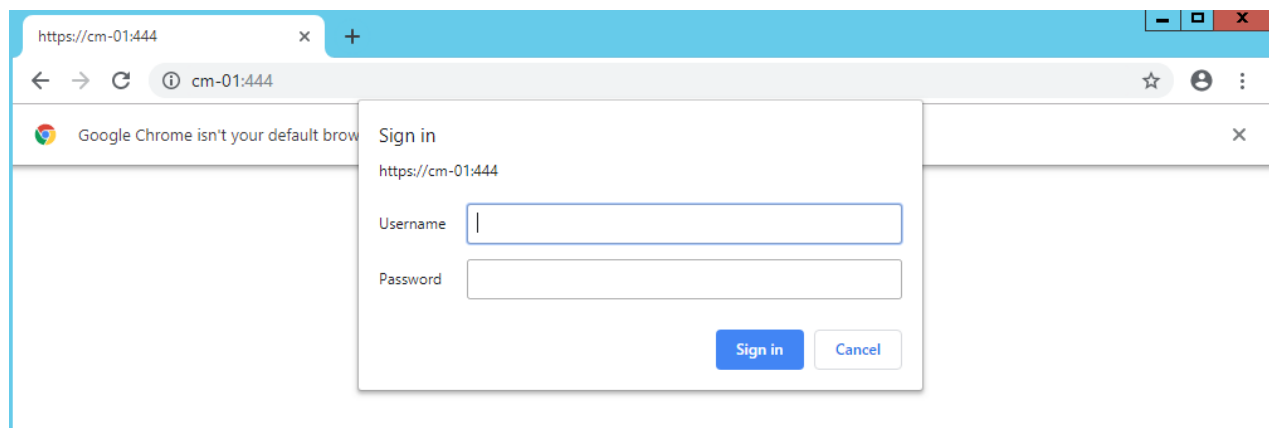 https://cm-01:444
cm-01:444
Google Chrome isn't your default brow
Sign in
https://cm-01:444
Username
Password
Sign in Cancel